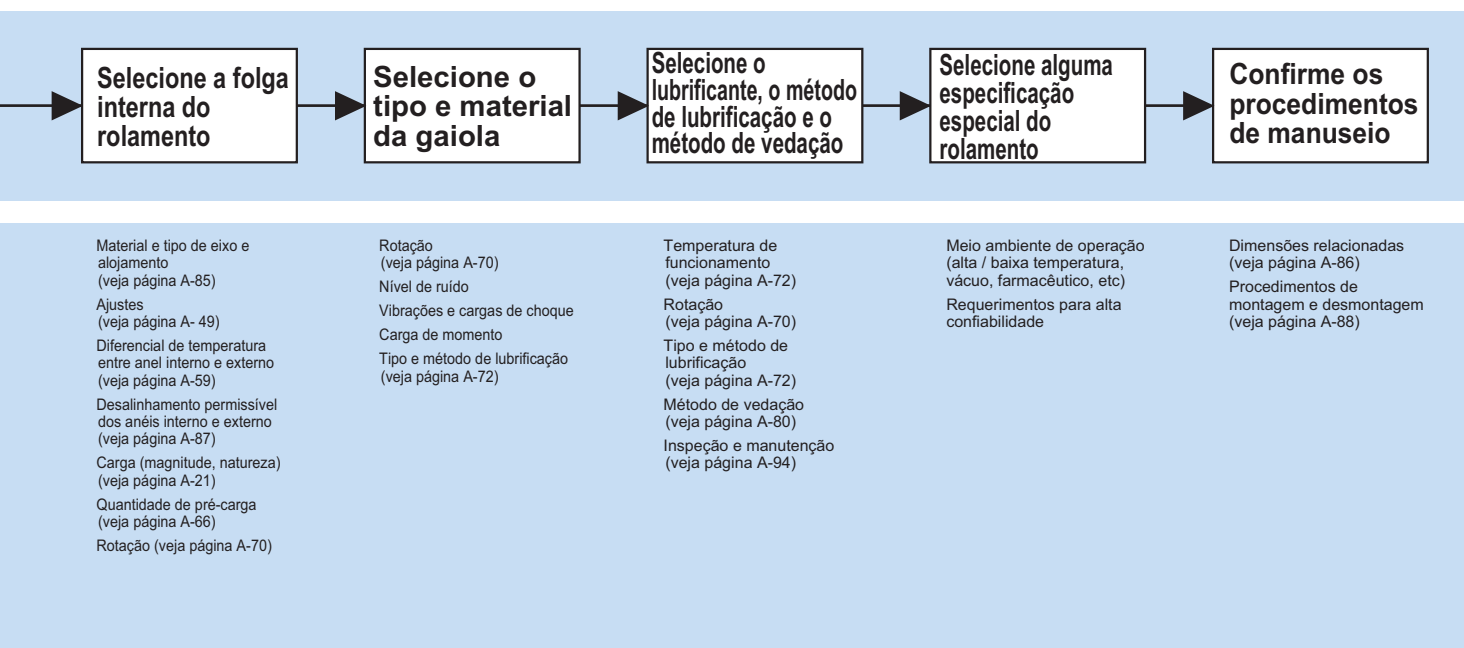 Selecione a folga
interna do
rolamento
Selecione o
tipo e material
da gaiola
Selecione o
lubrificante, o método
de lubrificação e o
método de vedação
Selecione alguma
especificação
especial do
rolamento
Confirme os
procedimentos
de manuseio
Material e tipo de eixo e
alojamento
(veja página A-85)
Ajustes
(veja página A- 49)
Diferencial de temperatura
entre anel interno e externo
(veja página A-59)
Desalinhamento permissível
dos anéis interno e externo
(veja página A-87)
Carga (magnitude, natureza)
(veja página A-21)
Quantidade de pré-carga
(veja página A-66)
Rotação (veja página A-70)
Rotação
(veja página A-70)
Nível de ruído
Vibrações e cargas de choque
Carga de momento
Tipo e método de lubrificação
(veja página A-72)
Temperatura de
funcionamento
(veja página A-72)
Rotação
(veja página A-70)
Tipo e método de
lubrificação
(veja página A-72)
Método de vedação
(veja página A-80)
Inspeção e manutenção
(veja página A-94)
Meio ambiente de operação
(alta / baixa temperatura,
vácuo, farmacêutico, etc)
Requerimentos para alta
confiabilidade
Dimensões relacionadas
(veja página A-86)
Procedimentos de
montagem e desmontagem
(veja página A-88)